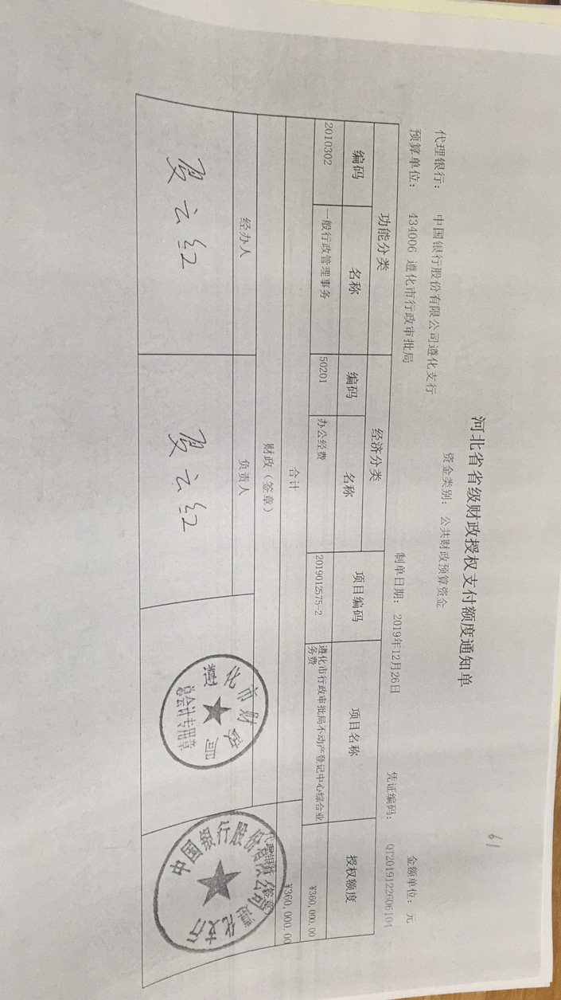 61
河北省省级财政授权支付额度通知单
资金类别： 公共财政预算资金
金额单位：元
代理银行： 中国银行股份有限公司遵化支行
预算单位： 434006 遵化市行政审批局
制单日期： 2019年12月26日
凭证编码： QT2019122606104
功能分类 经济分类 项目编码 项目名称 授权额度
编码 名称 编码 名称
2010302 一般行政管理事务 50201 办公经费 2019012575-2 遵化市行政审批局不动产登记中心综合业 ¥360,000.00
务费
合计 ¥360,000.00
财政（签章） 代理银行（签章）
经办人 负责人
夏云红 夏云红
遵化市财政局
总会计专用章
中国银行股份有限公司
遵化支行